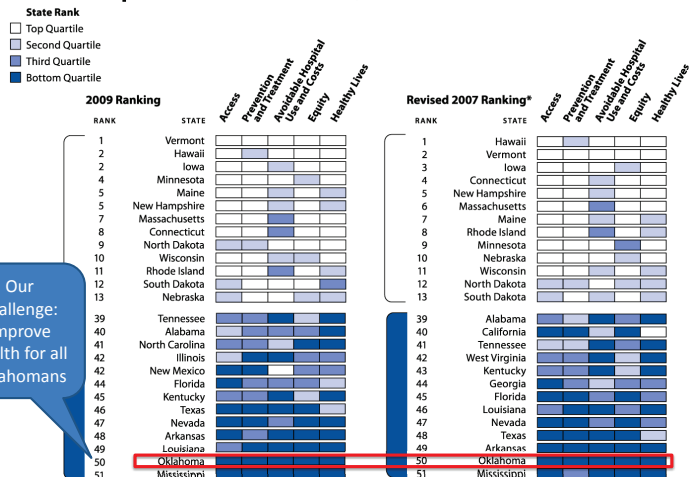 State Rank
Top Quartile
Second Quartile
Third Quartile
Bottom Quartile
2009 Ranking
RANK STATE
Access
Prevention and Treatment
Avoidable Hospital Use and Costs
Equity
Healthy Lives
1 Vermont
2 Hawaii
2 Iowa
4 Minnesota
5 Maine
5 New Hampshire
7 Massachusetts
8 Connecticut
9 North Dakota
10 Wisconsin
11 Rhode Island
12 South Dakota
13 Nebraska
39 Tennessee
40 Alabama
41 North Carolina
42 Illinois
42 New Mexico
44 Florida
45 Kentucky
46 Texas
47 Nevada
48 Arkansas
49 Louisiana
50 Oklahoma
51 Mississippi
Revised 2007 Ranking*
RANK STATE
Access
Prevention and Treatment
Avoidable Hospital Use and Costs
Equity
Healthy Lives
1 Hawaii
2 Vermont
3 Iowa
4 Connecticut
5 New Hampshire
6 Massachusetts
7 Maine
8 Rhode Island
9 Minnesota
10 Nebraska
11 Wisconsin
12 North Dakota
13 South Dakota
39 Alabama
40 California
41 Tennessee
42 West Virginia
43 Kentucky
44 Georgia
45 Florida
46 Louisiana
47 Nevada
48 Texas
49 Arkansas
50 Oklahoma
51 Mississippi
Our
allenge:
mprove
lth for all
ahomans